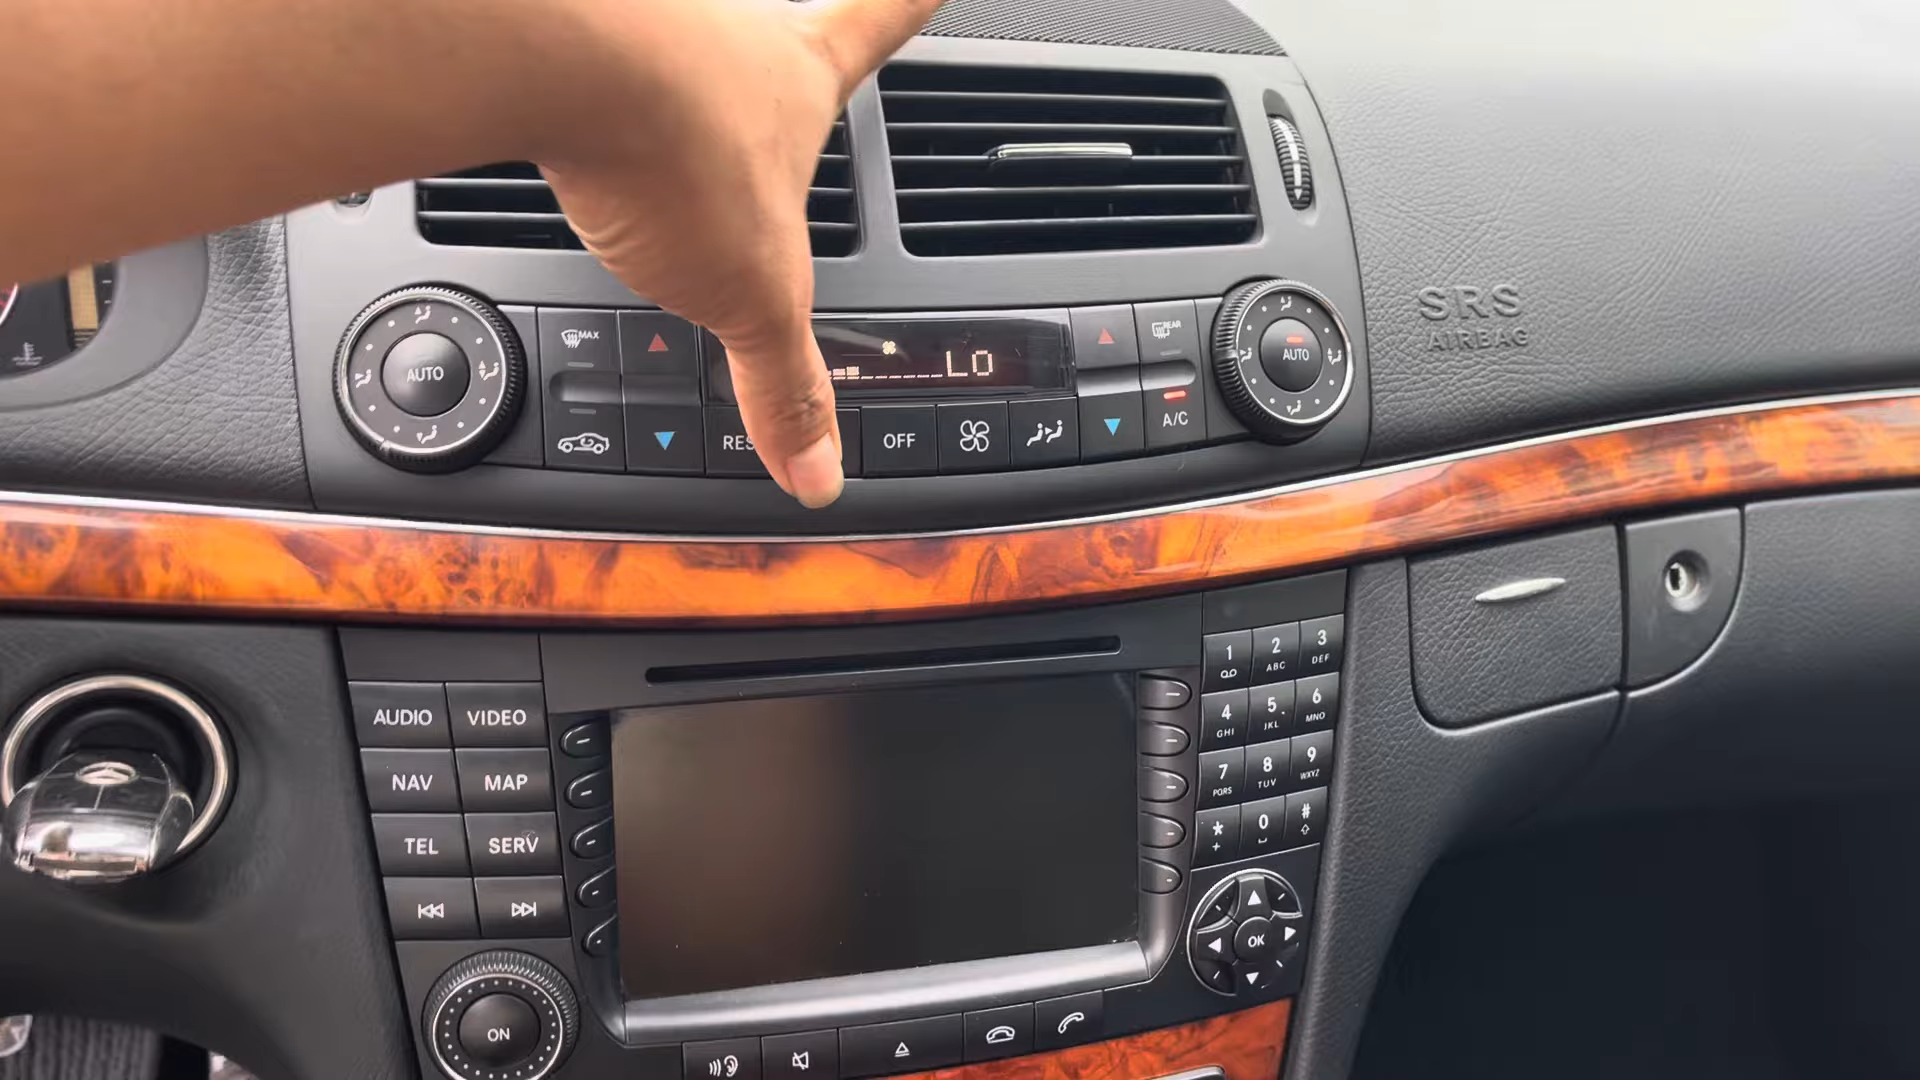 MAX
REAR
AUTO
LO
AUTO
SRS
AIRBAG
RES
OFF
A/C
1
2 ABC
3 DEF
AUDIO
VIDEO
4 GHI
5 JKL
6 MNO
NAV
MAP
7 PQRS
8 TUV
9 WXYZ
TEL
SERV
* +
0
#
OK
ON